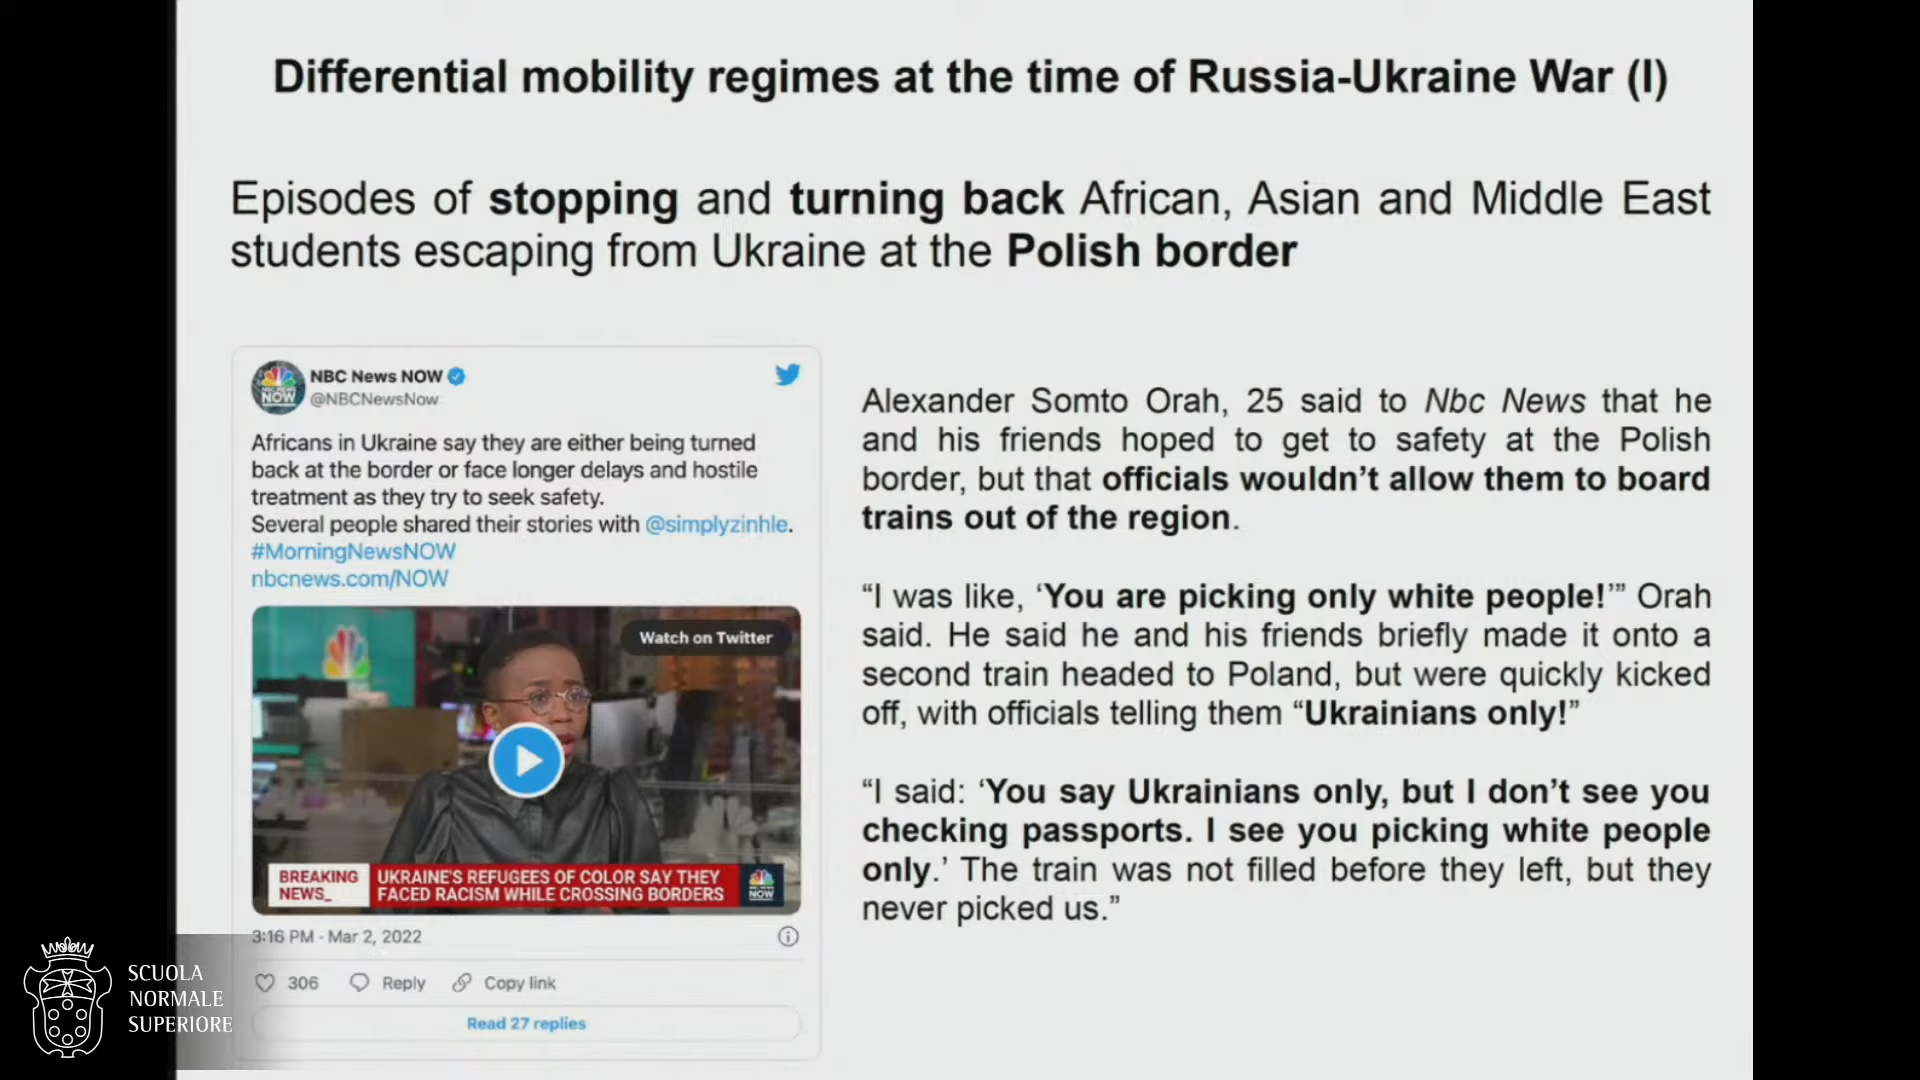 Differential mobility regimes at the time of Russia-Ukraine War (I)
Episodes of stopping and turning back African, Asian and Middle East
students escaping from Ukraine at the Polish border
NBC News NOW
@NBCNewsNow
Africans in Ukraine say they are either being turned
back at the border or face longer delays and hostile
treatment as they try to seek safety.
Several people shared their stories with @simplyzinhle.
#MorningNewsNOW
nbcnews.com/NOW
Watch on Twitter
BREAKING
NEWS_
UKRAINE'S REFUGEES OF COLOR SAY THEY
FACED RACISM WHILE CROSSING BORDERS
NOW
3:16 PM · Mar 2, 2022
306
Reply
Copy link
Read 27 replies
Alexander Somto Orah, 25 said to Nbc News that he
and his friends hoped to get to safety at the Polish
border, but that officials wouldn’t allow them to board
trains out of the region.
“I was like, ‘You are picking only white people!’” Orah
said. He said he and his friends briefly made it onto a
second train headed to Poland, but were quickly kicked
off, with officials telling them “Ukrainians only!”
“I said: ‘You say Ukrainians only, but I don’t see you
checking passports. I see you picking white people
only.’ The train was not filled before they left, but they
never picked us.”
SCUOLA
NORMALE
SUPERIORE